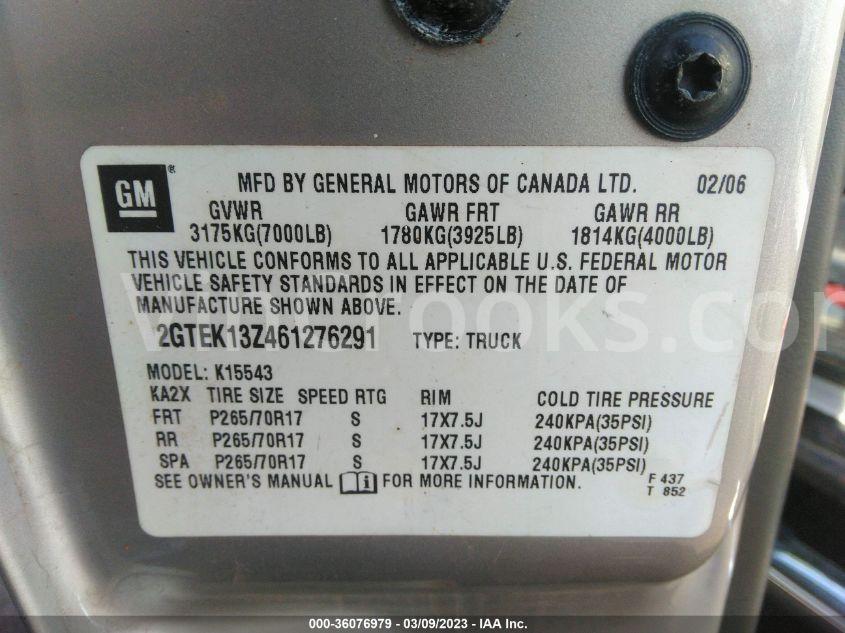 GM ®
MFD BY GENERAL MOTORS OF CANADA LTD. 02/06
GVWR GAWR FRT GAWR RR
3175KG(7000LB) 1780KG(3925LB) 1814KG(4000LB)
THIS VEHICLE CONFORMS TO ALL APPLICABLE U.S. FEDERAL MOTOR
VEHICLE SAFETY STANDARDS IN EFFECT ON THE DATE OF
MANUFACTURE SHOWN ABOVE.
2GTEK13Z461276291 TYPE: TRUCK
MODEL: K15543
KA2X TIRE SIZE SPEED RTG RIM COLD TIRE PRESSURE
FRT P265/70R17 S 17X7.5J 240KPA(35PSI)
RR P265/70R17 S 17X7.5J 240KPA(35PSI)
SPA P265/70R17 S 17X7.5J 240KPA(35PSI)
SEE OWNER'S MANUAL i FOR MORE INFORMATION.
F 437
T 852
000-36076979 - 03/09/2023 - IAA Inc.